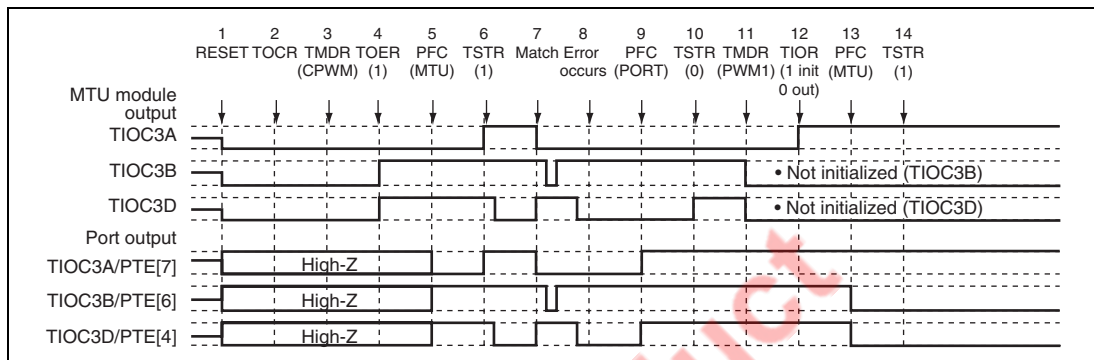 1 2 3 4 5 6 7 8 9 10 11 12 13 14
RESET TOCR TMDR TOER PFC TSTR Match Error PFC TSTR TMDR TIOR PFC TSTR
(CPWM) (1) (MTU) (1) occurs (PORT) (0) (PWM1) (1 init (MTU) (1)
0 out)
MTU module
output
TIOC3A
TIOC3B
• Not initialized (TIOC3B)
TIOC3D
• Not initialized (TIOC3D)
Port output
TIOC3A/PTE[7]
High-Z
TIOC3B/PTE[6]
High-Z
TIOC3D/PTE[4]
High-Z